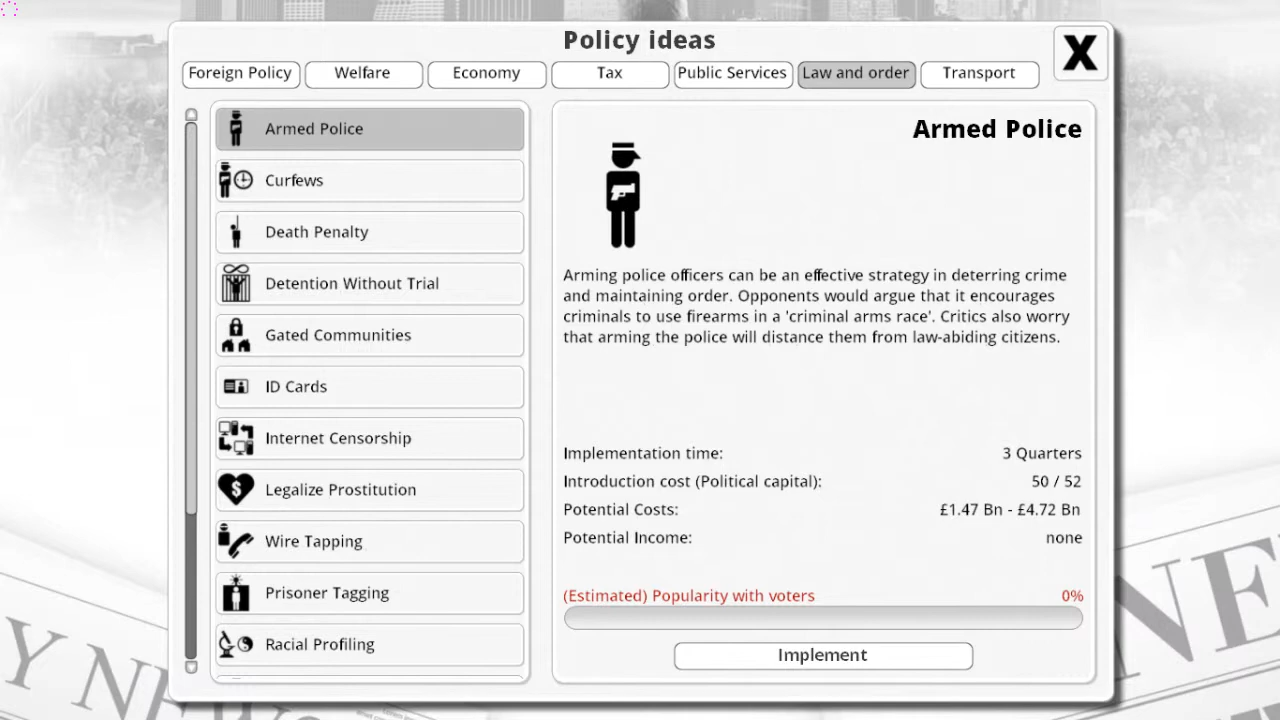 Policy ideas
X
Foreign Policy
Welfare
Economy
Tax
Public Services
Law and order
Transport
Armed Police
Curfews
Death Penalty
Detention Without Trial
Gated Communities
ID Cards
Internet Censorship
Legalize Prostitution
Wire Tapping
Prisoner Tagging
Racial Profiling
Armed Police
Arming police officers can be an effective strategy in deterring crime
and maintaining order. Opponents would argue that it encourages
criminals to use firearms in a 'criminal arms race'. Critics also worry
that arming the police will distance them from law-abiding citizens.
Implementation time: 3 Quarters
Introduction cost (Political capital): 50 / 52
Potential Costs: £1.47 Bn - £4.72 Bn
Potential Income: none
(Estimated) Popularity with voters 0%
Implement